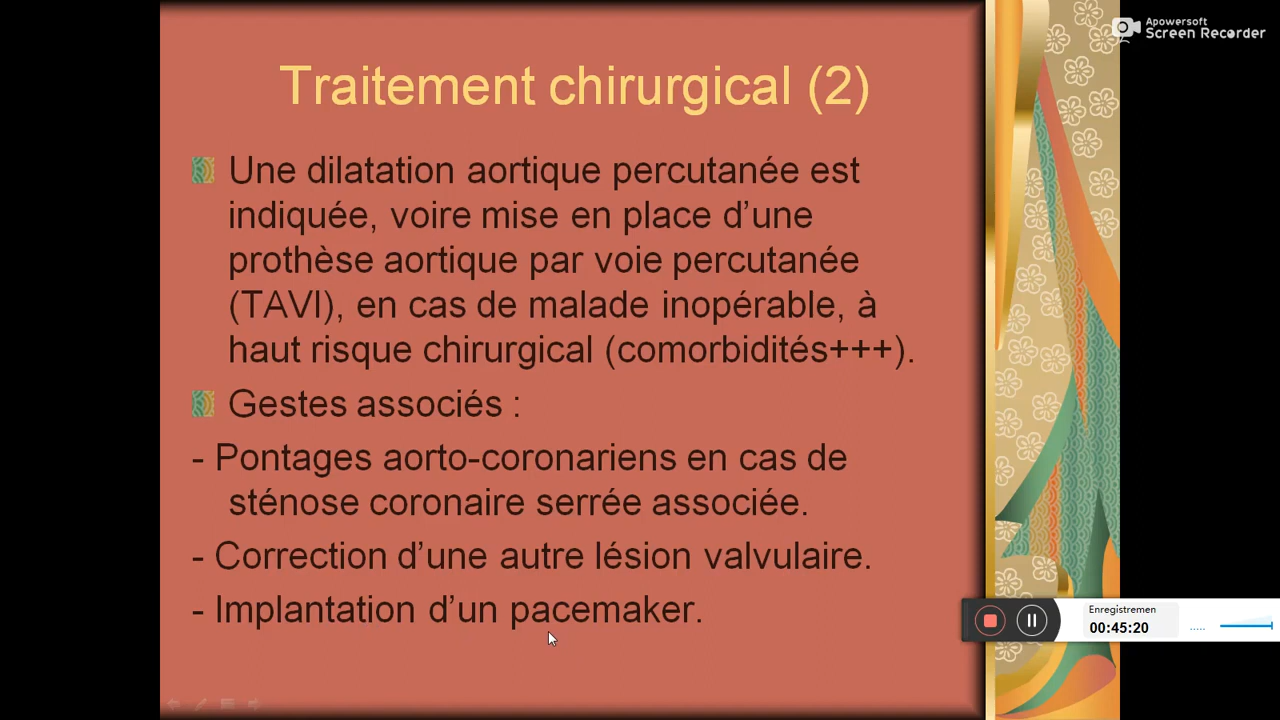 Apowersoft
Screen Recorder
Traitement chirurgical (2)
Une dilatation aortique percutanée est
indiquée, voire mise en place d’une
prothèse aortique par voie percutanée
(TAVI), en cas de malade inopérable, à
haut risque chirurgical (comorbidités+++).
Gestes associés :
- Pontages aorto-coronariens en cas de
sténose coronaire serrée associée.
- Correction d’une autre lésion valvulaire.
- Implantation d’un pacemaker.
Enregistremen
00:45:20